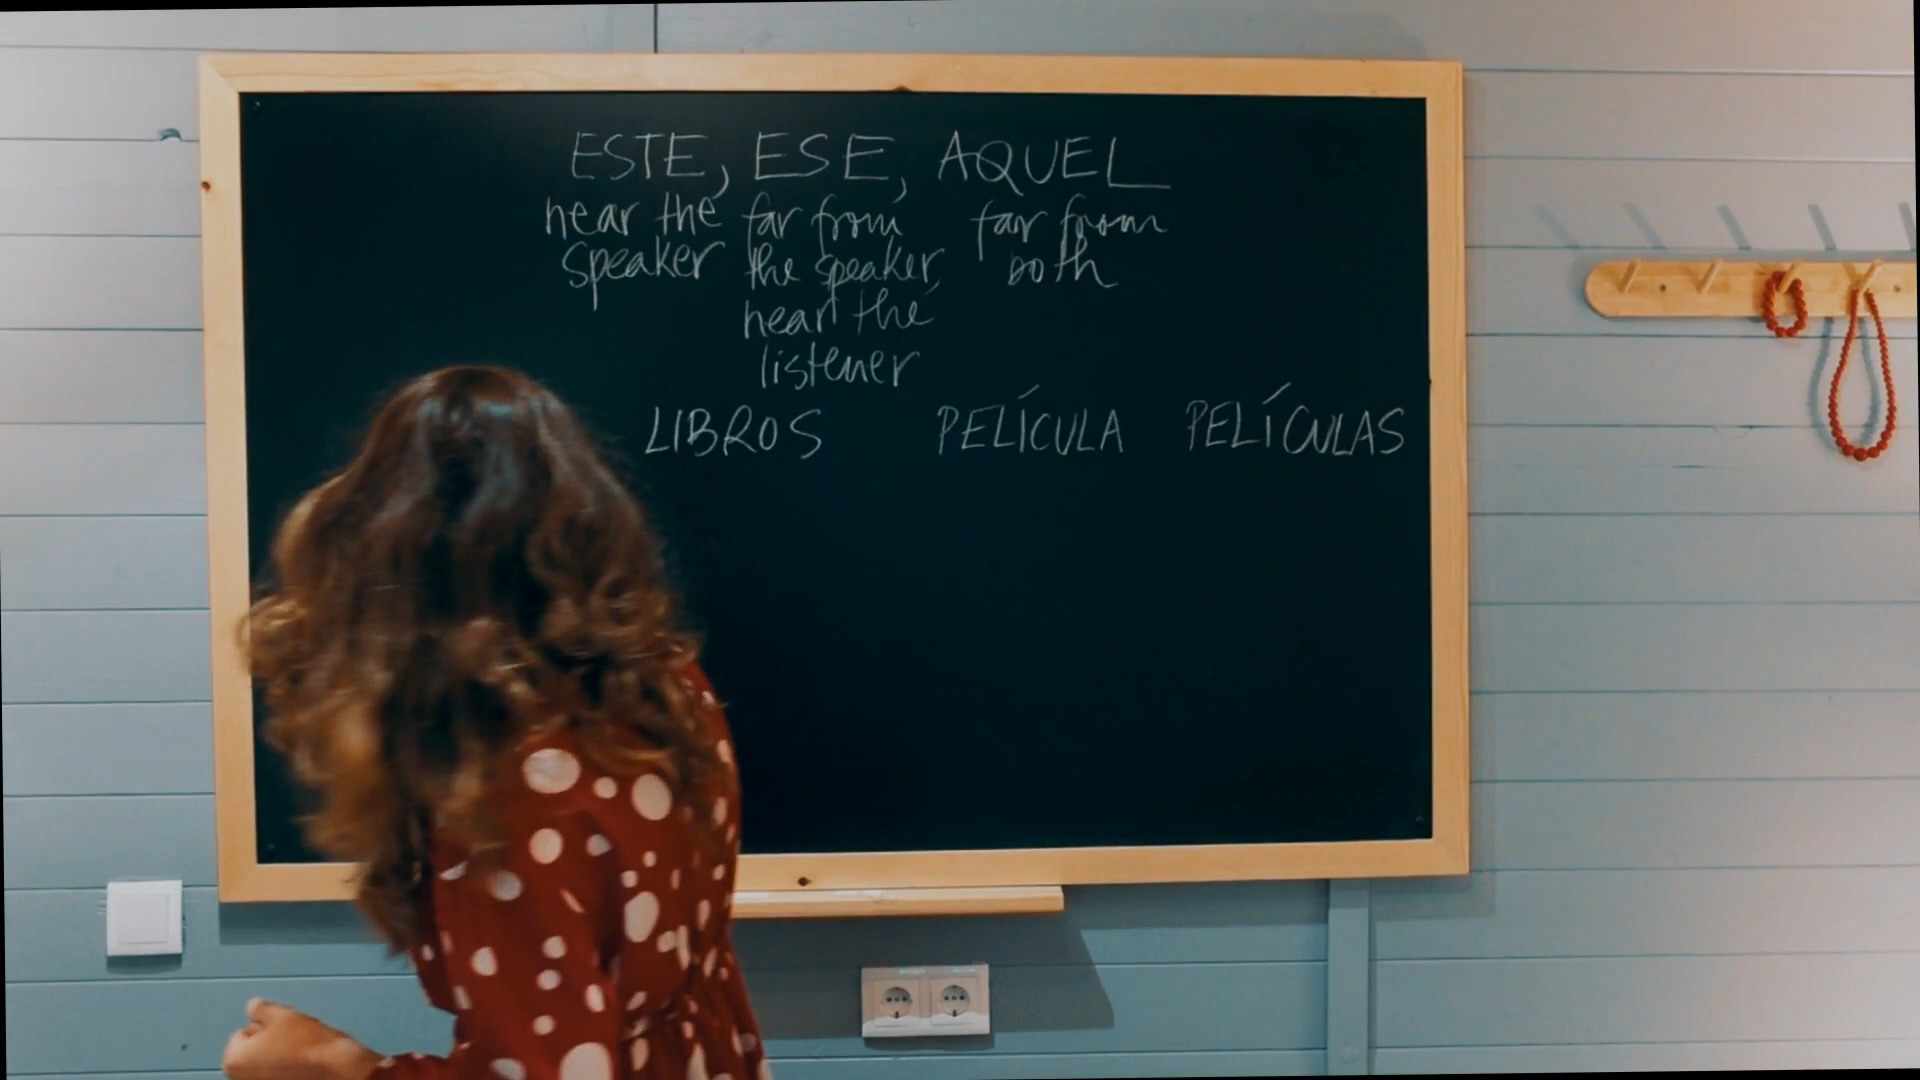 ESTE, ESE, AQUEL
near the far from far from
speaker the speaker, both
near the
listener
LIBROS PELÍCULA PELÍCULAS